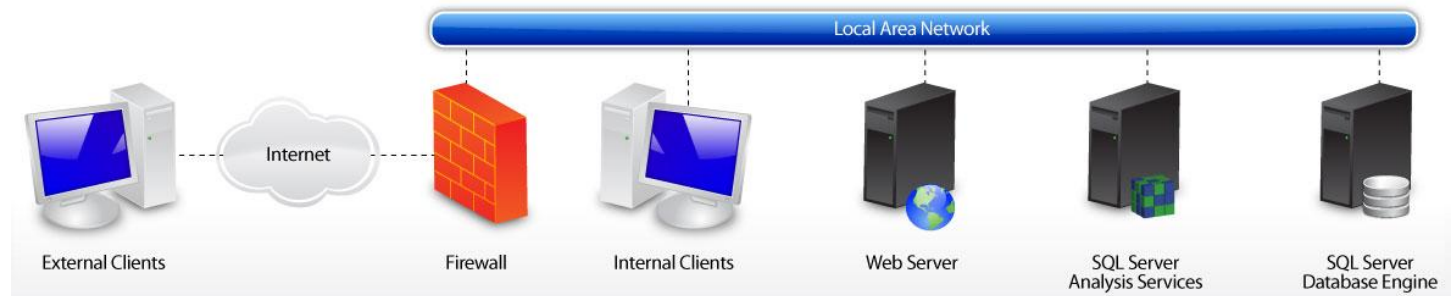 Local Area Network
Internet
External Clients
Firewall
Internal Clients
Web Server
SQL Server
Analysis Services
SQL Server
Database Engine